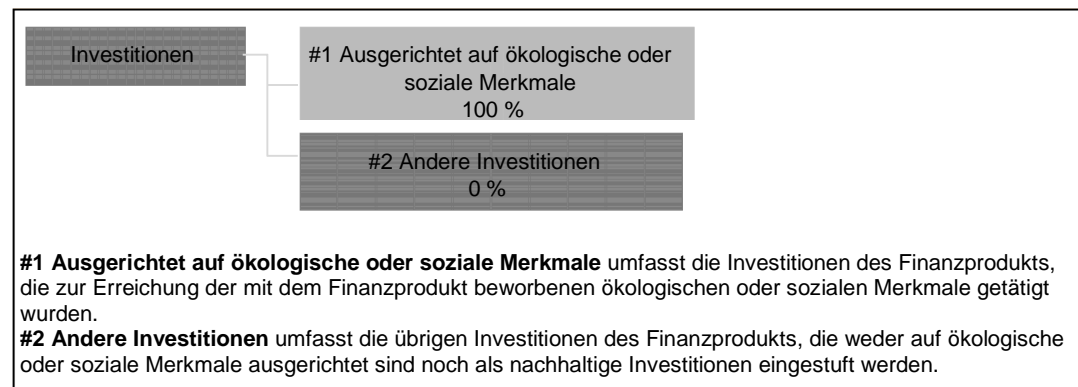 Investitionen
#1 Ausgerichtet auf ökologische oder
soziale Merkmale
100 %
#2 Andere Investitionen
0 %
#1 Ausgerichtet auf ökologische oder soziale Merkmale umfasst die Investitionen des Finanzprodukts,
die zur Erreichung der mit dem Finanzprodukt beworbenen ökologischen oder sozialen Merkmale getätigt
wurden.
#2 Andere Investitionen umfasst die übrigen Investitionen des Finanzprodukts, die weder auf ökologische
oder soziale Merkmale ausgerichtet sind noch als nachhaltige Investitionen eingestuft werden.